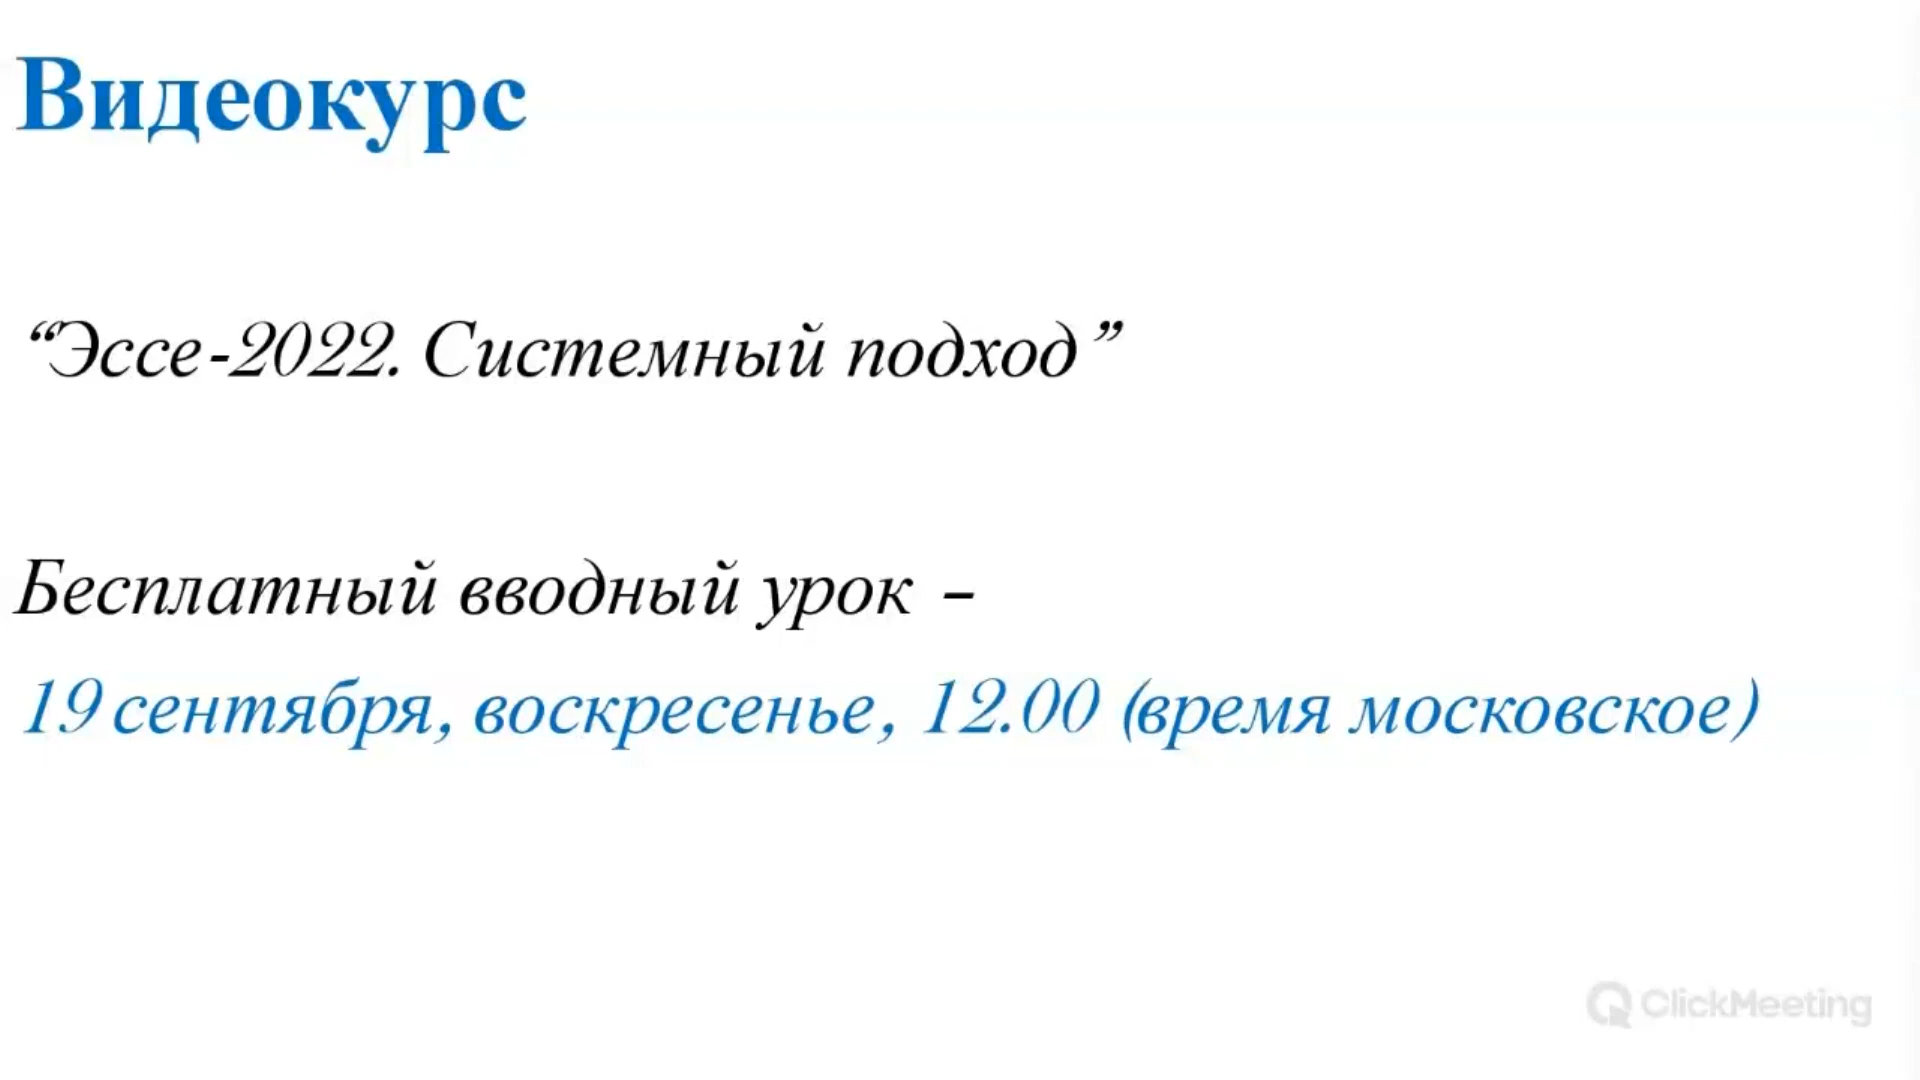 Видеокурс
“Эссе-2022. Системный подход”
Бесплатный вводный урок –
19 сентября, воскресенье, 12.00 (время московское)
ClickMeeting